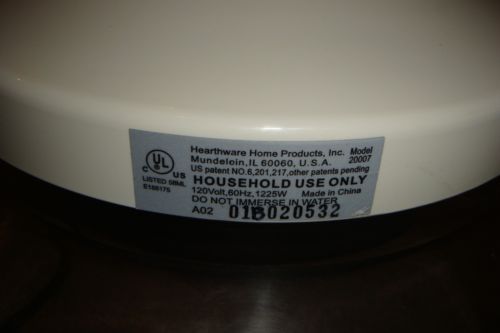 Hearthware Home Products, Inc. Model
Mundeloin, IL 60060, U.S.A. 20007
US patent NO.6,201,217,other patents pending
C UL US
LISTED 58ML
E188175
HOUSEHOLD USE ONLY
120Volt,60Hz,1225W Made in China
DO NOT IMMERSE IN WATER
A02 01B020532